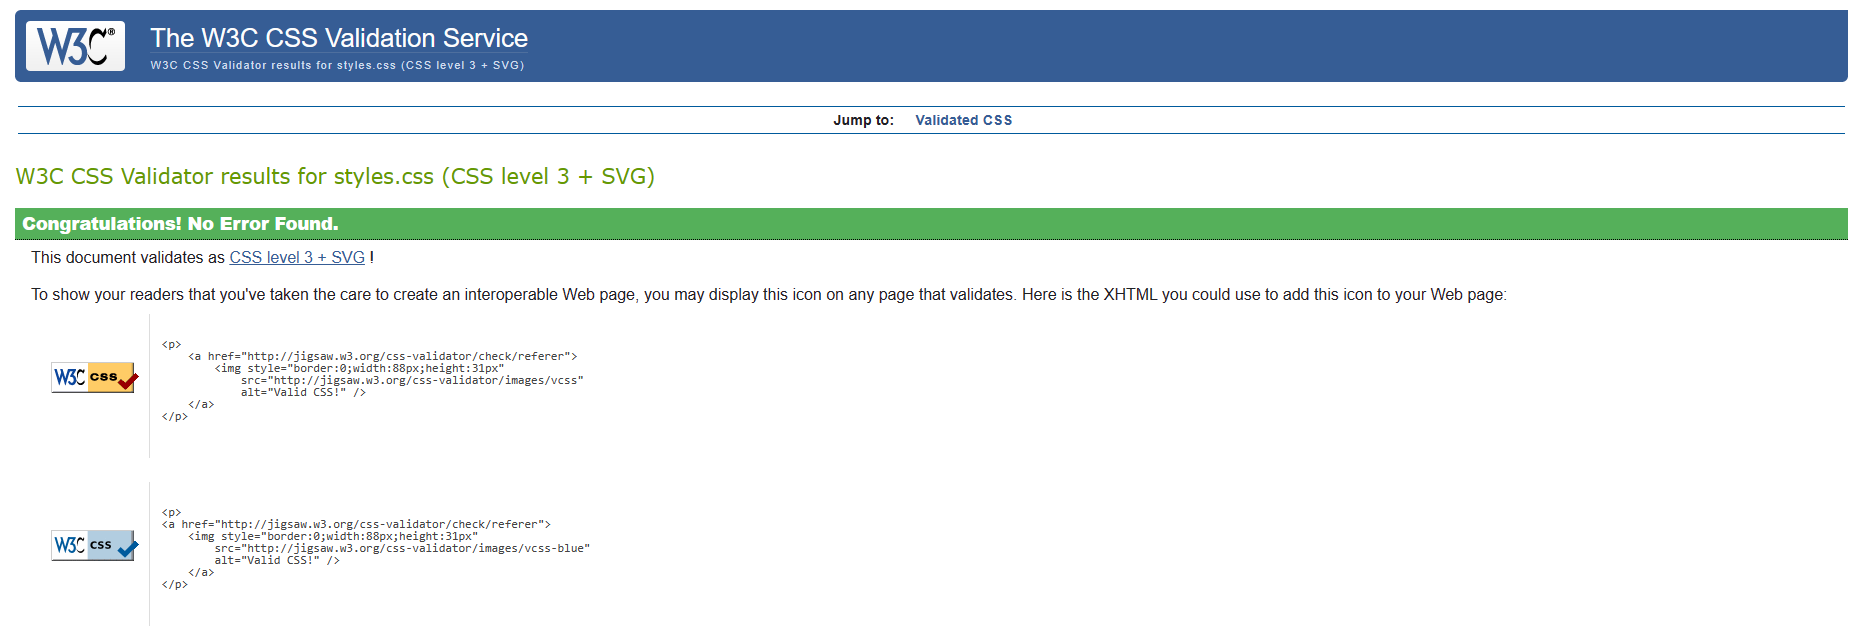 W3C®
The W3C CSS Validation Service
W3C CSS Validator results for styles.css (CSS level 3 + SVG)
Jump to: Validated CSS
W3C CSS Validator results for styles.css (CSS level 3 + SVG)
Congratulations! No Error Found.
This document validates as CSS level 3 + SVG !
To show your readers that you've taken the care to create an interoperable Web page, you may display this icon on any page that validates. Here is the XHTML you could use to add this icon to your Web page:
W3C css
<p>
    <a href="http://jigsaw.w3.org/css-validator/check/referer">
        <img style="border:0;width:88px;height:31px"
            src="http://jigsaw.w3.org/css-validator/images/vcss"
            alt="Valid CSS!" />
    </a>
</p>
W3C css
<p>
<a href="http://jigsaw.w3.org/css-validator/check/referer">
    <img style="border:0;width:88px;height:31px"
        src="http://jigsaw.w3.org/css-validator/images/vcss-blue"
        alt="Valid CSS!" />
    </a>
</p>